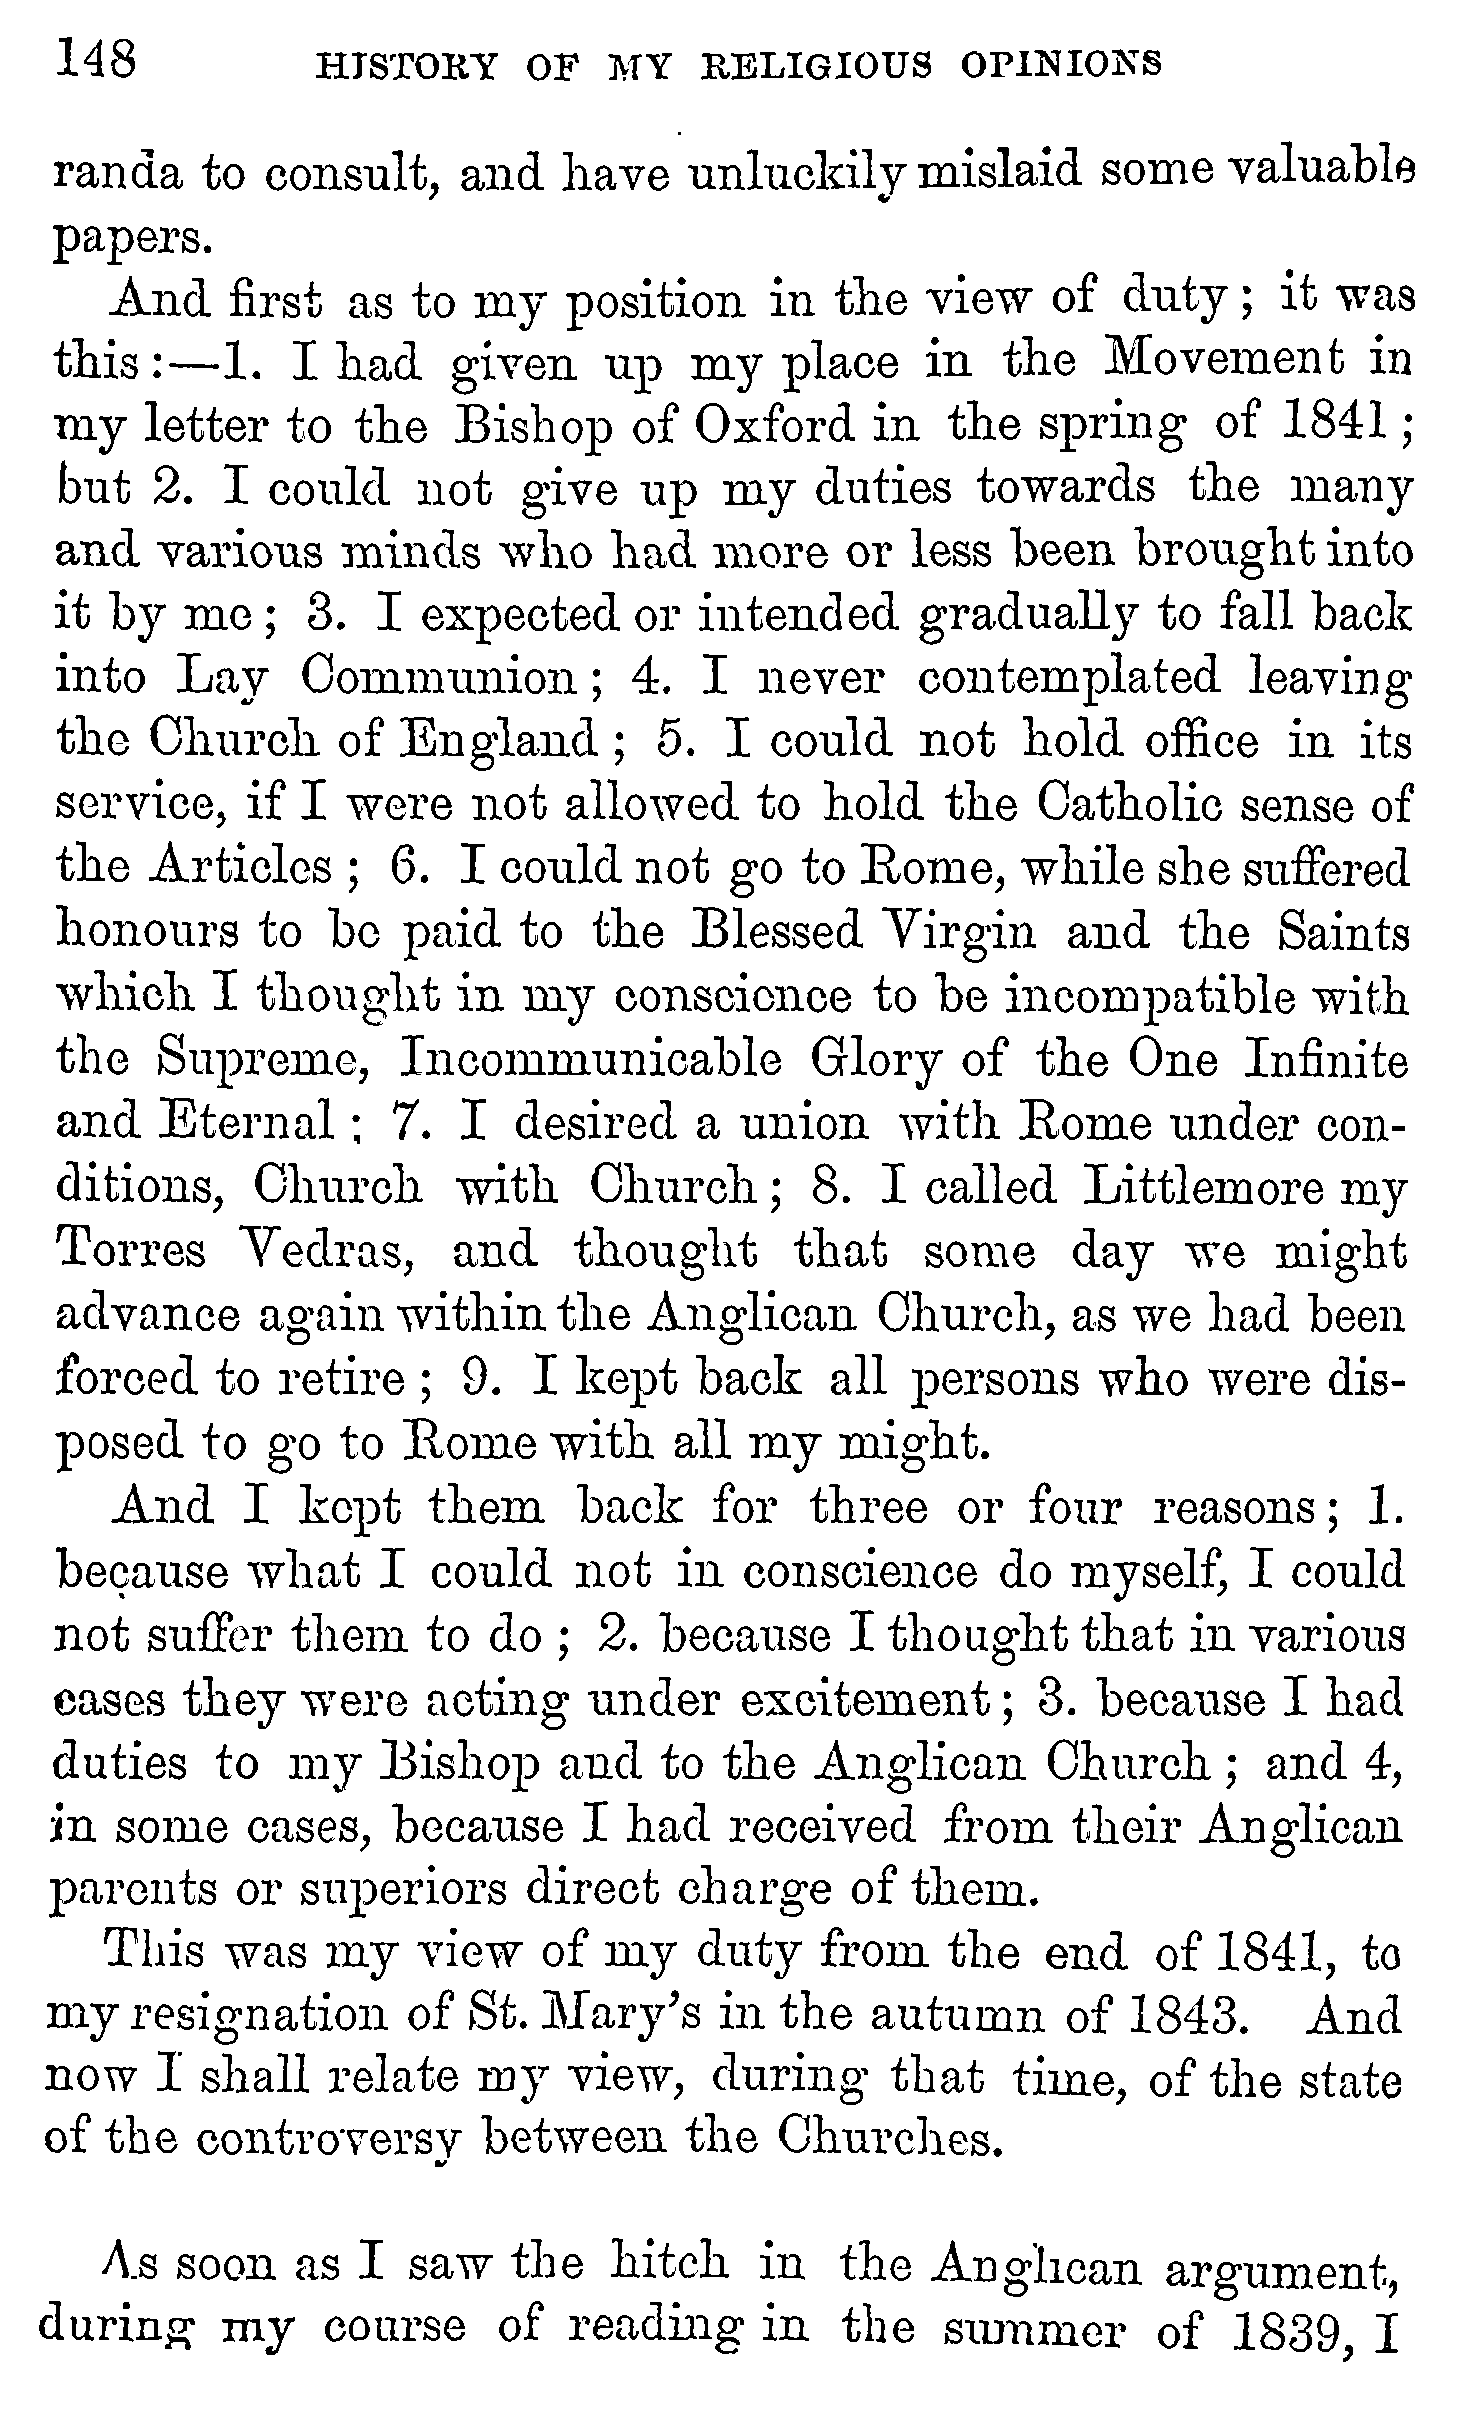 148 HISTORY OF MY RELIGIOUS OPINIONS
randa to consult, and have unluckily mislaid some valuable
papers.
And first as to my position in the view of duty; it was
this:—1. I had given up my place in the Movement in
my letter to the Bishop of Oxford in the spring of 1841;
but 2. I could not give up my duties towards the many
and various minds who had more or less been brought into
it by me; 3. I expected or intended gradually to fall back
into Lay Communion; 4. I never contemplated leaving
the Church of England; 5. I could not hold office in its
service, if I were not allowed to hold the Catholic sense of
the Articles; 6. I could not go to Rome, while she suffered
honours to be paid to the Blessed Virgin and the Saints
which I thought in my conscience to be incompatible with
the Supreme, Incommunicable Glory of the One Infinite
and Eternal; 7. I desired a union with Rome under con-
ditions, Church with Church; 8. I called Littlemore my
Torres Vedras, and thought that some day we might
advance again within the Anglican Church, as we had been
forced to retire; 9. I kept back all persons who were dis-
posed to go to Rome with all my might.
And I kept them back for three or four reasons; 1.
because what I could not in conscience do myself, I could
not suffer them to do; 2. because I thought that in various
cases they were acting under excitement; 3. because I had
duties to my Bishop and to the Anglican Church; and 4,
in some cases, because I had received from their Anglican
parents or superiors direct charge of them.
This was my view of my duty from the end of 1841, to
my resignation of St. Mary's in the autumn of 1843. And
now I shall relate my view, during that time, of the state
of the controversy between the Churches.
As soon as I saw the hitch in the Anglican argument,
during my course of reading in the summer of 1839, I